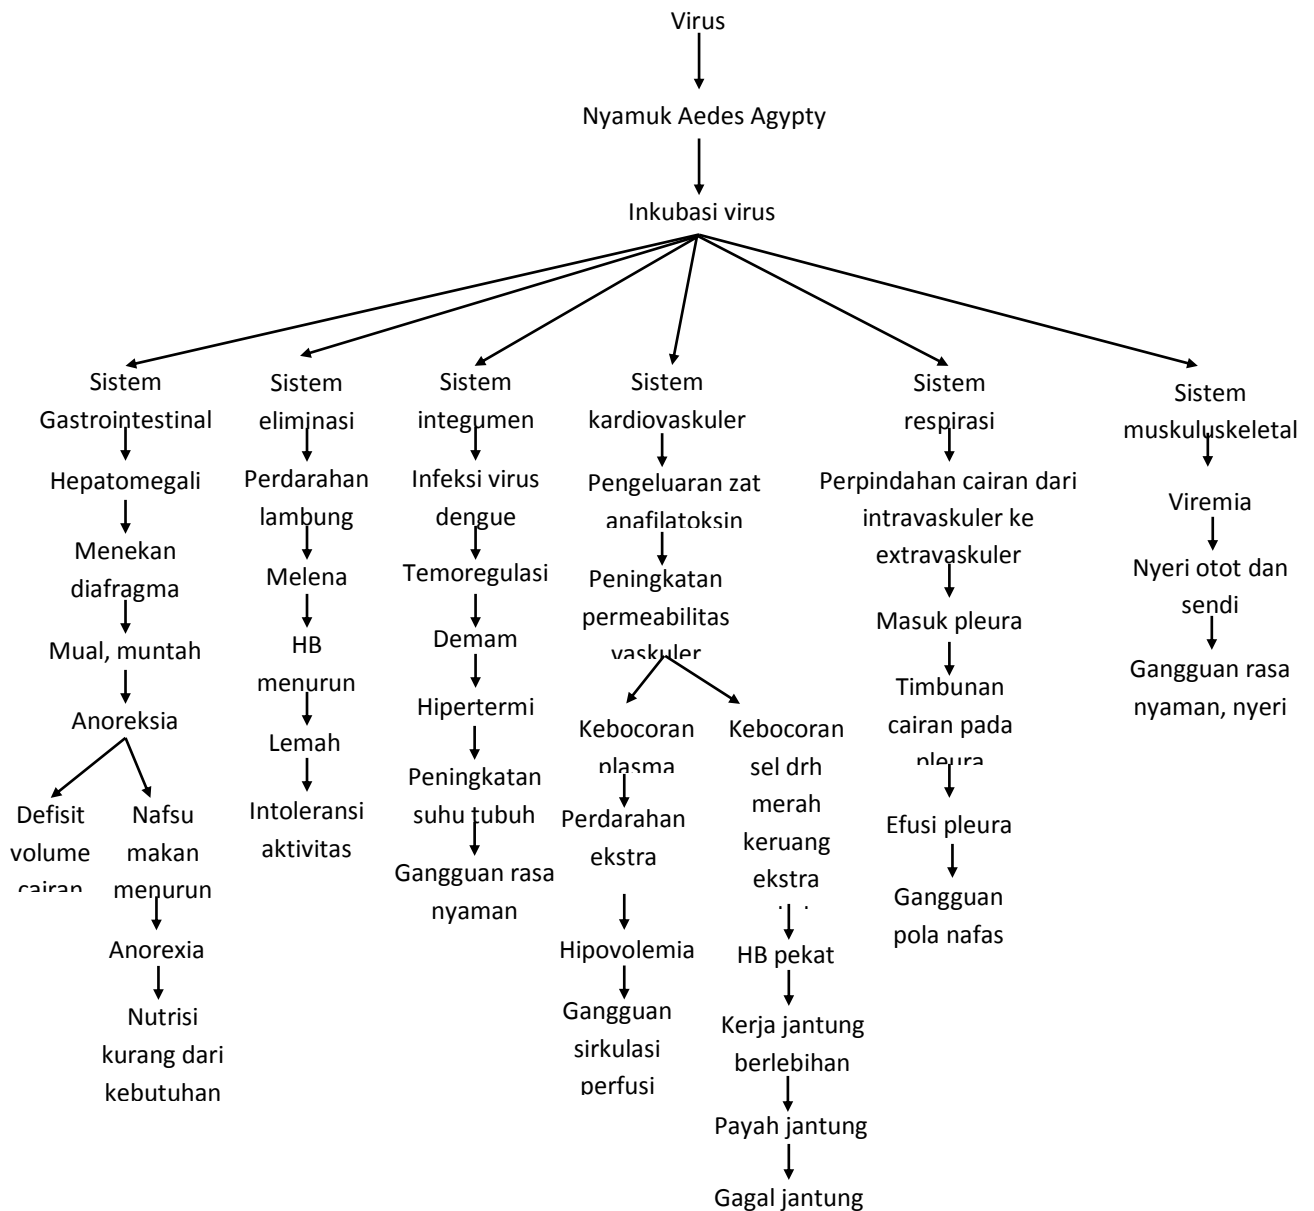 Virus
Nyamuk Aedes Agypty
Inkubasi virus
Sistem
Gastrointestinal
Hepatomegali
Menekan
diafragma
Mual, muntah
Anoreksia
Defisit
volume
cairan
Nafsu
makan
menurun
Anorexia
Nutrisi
kurang dari
kebutuhan
Sistem
eliminasi
Perdarahan
lambung
Melena
HB
menurun
Lemah
Intoleransi
aktivitas
Sistem
integumen
Infeksi virus
dengue
Temoregulasi
Demam
Hipertermi
Peningkatan
suhu tubuh
Gangguan rasa
nyaman
Sistem
kardiovaskuler
Pengeluaran zat
anafilatoksin
Peningkatan
permeabilitas
vaskuler
Kebocoran
plasma
Perdarahan
ekstra
Hipovolemia
Gangguan
sirkulasi
perfusi
Kebocoran
sel drh
merah
keruang
ekstra
HB pekat
Kerja jantung
berlebihan
Payah jantung
Gagal jantung
Sistem
respirasi
Perpindahan cairan dari
intravaskuler ke
extravaskuler
Masuk pleura
Timbunan
cairan pada
pleura
Efusi pleura
Gangguan
pola nafas
Sistem
muskuluskeletal
Viremia
Nyeri otot dan
sendi
Gangguan rasa
nyaman, nyeri